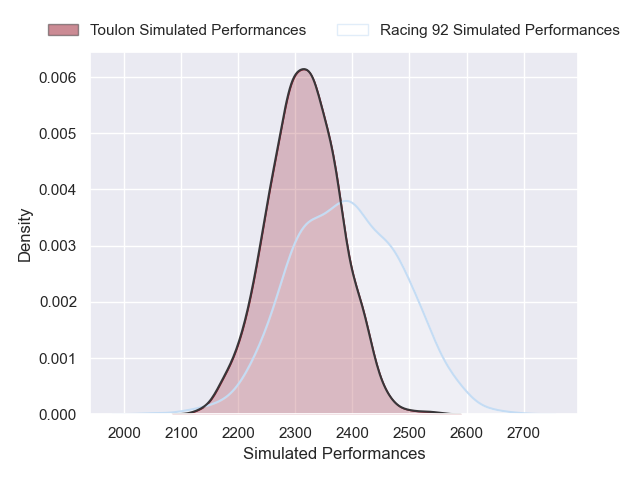 Toulon Simulated Performances
Racing 92 Simulated Performances
0.006
0.005
0.004
0.003
0.002
0.001
0.000
Density
2000 2100 2200 2300 2400 2500 2600 2700
Simulated Performances